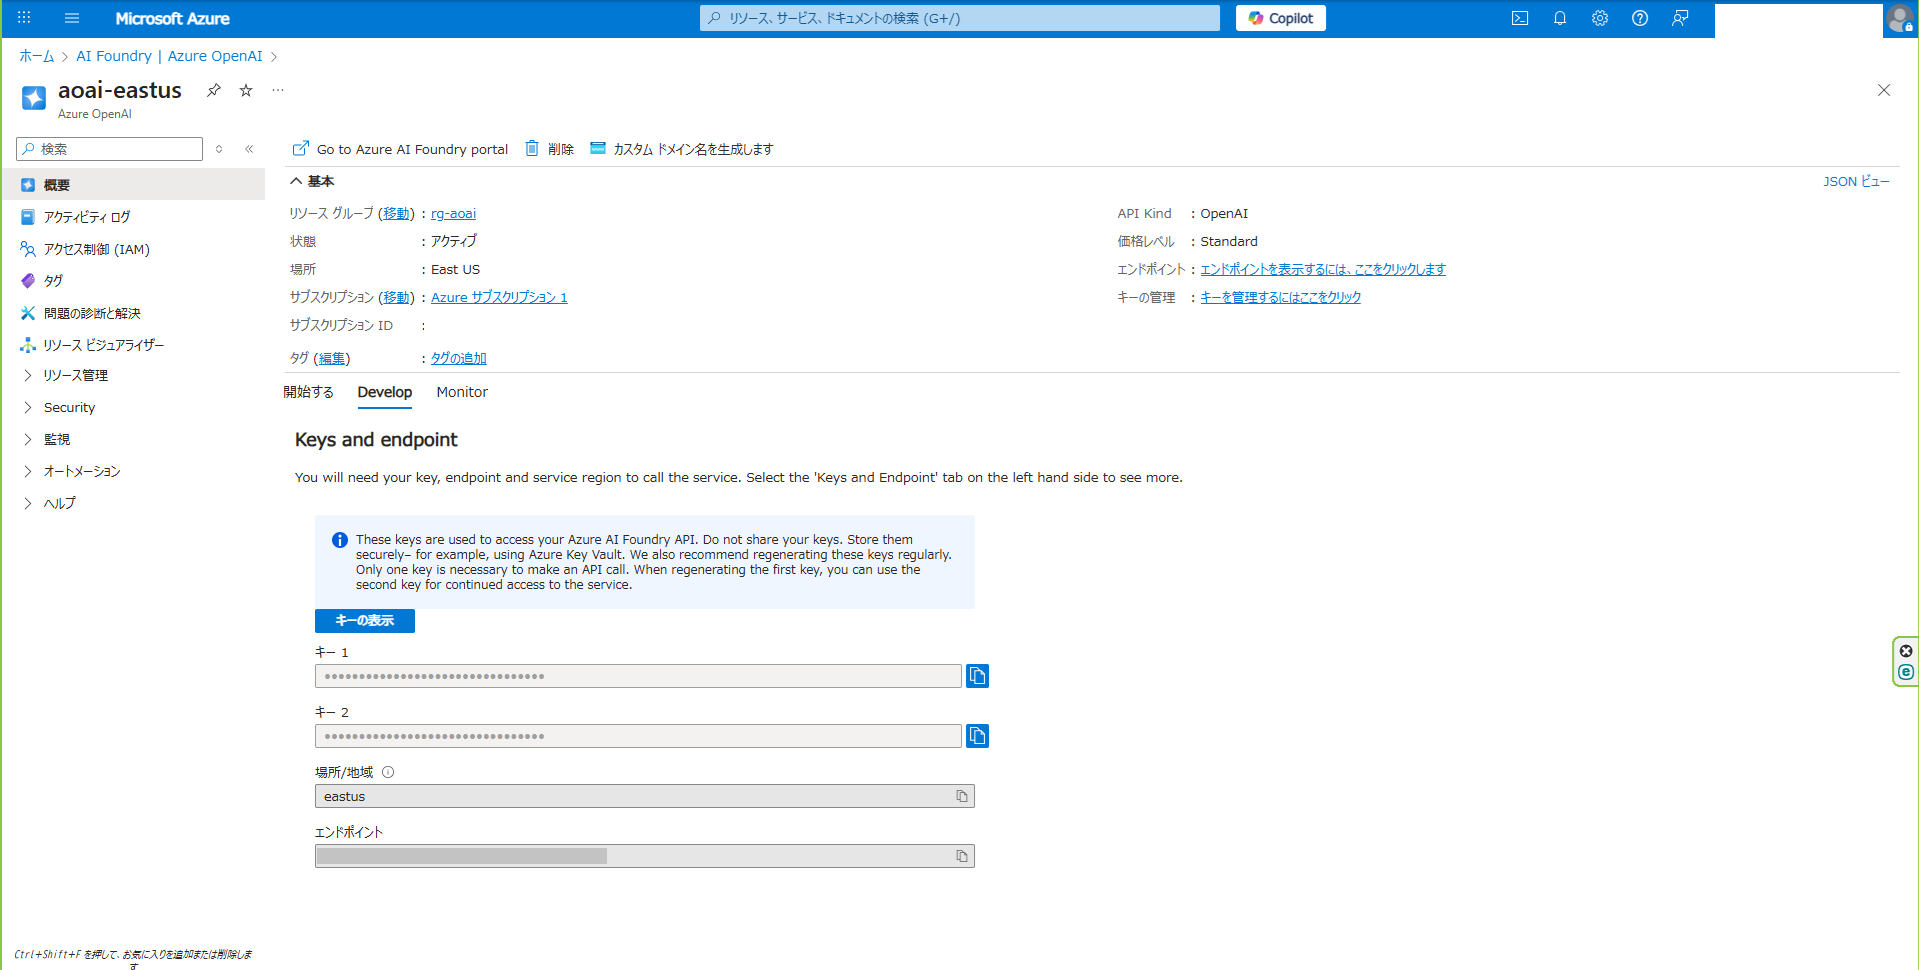 Microsoft Azure
リソース、サービス、ドキュメントの検索 (G+/)
Copilot
ホーム > AI Foundry | Azure OpenAI >
aoai-eastus
Azure OpenAI
検索
概要
アクティビティ ログ
アクセス制御 (IAM)
タグ
問題の診断と解決
リソース ビジュアライザー
リソース管理
Security
監視
オートメーション
ヘルプ
Ctrl+Shift+F を押して、お気に入りを追加または削除しま
す
Go to Azure AI Foundry portal 削除 カスタム ドメイン名を生成します
基本
JSON ビュー
リソース グループ (移動) : rg-aoai
状態 : アクティブ
場所 : East US
サブスクリプション (移動) : Azure サブスクリプション 1
サブスクリプション ID :
タグ (編集) : タグの追加
API Kind : OpenAI
価格レベル : Standard
エンドポイント : エンドポイントを表示するには、ここをクリックします
キーの管理 : キーを管理するにはここをクリック
開始する Develop Monitor
Keys and endpoint
You will need your key, endpoint and service region to call the service. Select the 'Keys and Endpoint' tab on the left hand side to see more.
These keys are used to access your Azure AI Foundry API. Do not share your keys. Store them
securely– for example, using Azure Key Vault. We also recommend regenerating these keys regularly.
Only one key is necessary to make an API call. When regenerating the first key, you can use the
second key for continued access to the service.
キーの表示
キー 1
••••••••••••••••••••••••••••••••
キー 2
••••••••••••••••••••••••••••••••
場所/地域
eastus
エンドポイント